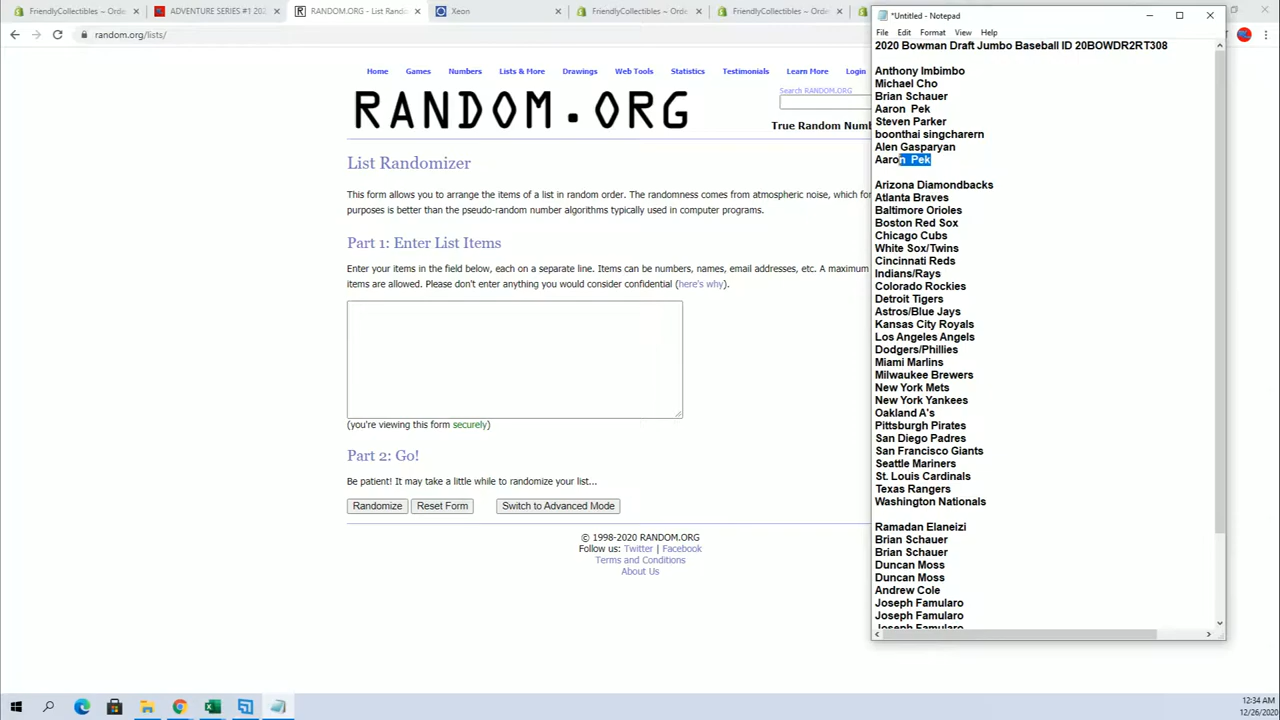 FriendlyCollectibles ~ Orde
ADVENTURE SERIES #1 202
RANDOM.ORG - List Rando
Xeon
FriendlyCollectibles ~ Orde
FriendlyCollectibles ~ Orde
random.org/lists/
Home Games Numbers Lists & More Drawings Web Tools Statistics Testimonials Learn More Login
RANDOM.ORG
Search RANDOM.ORG
True Random Num
List Randomizer
This form allows you to arrange the items of a list in random order. The randomness comes from atmospheric noise, which for
purposes is better than the pseudo-random number algorithms typically used in computer programs.
Part 1: Enter List Items
Enter your items in the field below, each on a separate line. Items can be numbers, names, email addresses, etc. A maximum
items are allowed. Please don't enter anything you would consider confidential (here's why).
(you're viewing this form securely)
Part 2: Go!
Be patient! It may take a little while to randomize your list...
Randomize Reset Form Switch to Advanced Mode
© 1998-2020 RANDOM.ORG
Follow us: Twitter | Facebook
Terms and Conditions
About Us
*Untitled - Notepad
File Edit Format View Help
2020 Bowman Draft Jumbo Baseball ID 20BOWDR2RT308
Anthony Imbimbo
Michael Cho
Brian Schauer
Aaron  Pek
Steven Parker
boonthai singcharern
Alen Gasparyan
Aaron  Pek
Arizona Diamondbacks
Atlanta Braves
Baltimore Orioles
Boston Red Sox
Chicago Cubs
White Sox/Twins
Cincinnati Reds
Indians/Rays
Colorado Rockies
Detroit Tigers
Astros/Blue Jays
Kansas City Royals
Los Angeles Angels
Dodgers/Phillies
Miami Marlins
Milwaukee Brewers
New York Mets
New York Yankees
Oakland A's
Pittsburgh Pirates
San Diego Padres
San Francisco Giants
Seattle Mariners
St. Louis Cardinals
Texas Rangers
Washington Nationals
Ramadan Elaneizi
Brian Schauer
Brian Schauer
Duncan Moss
Duncan Moss
Andrew Cole
Joseph Famularo
Joseph Famularo
Joseph Famularo
12:34 AM
12/26/2020